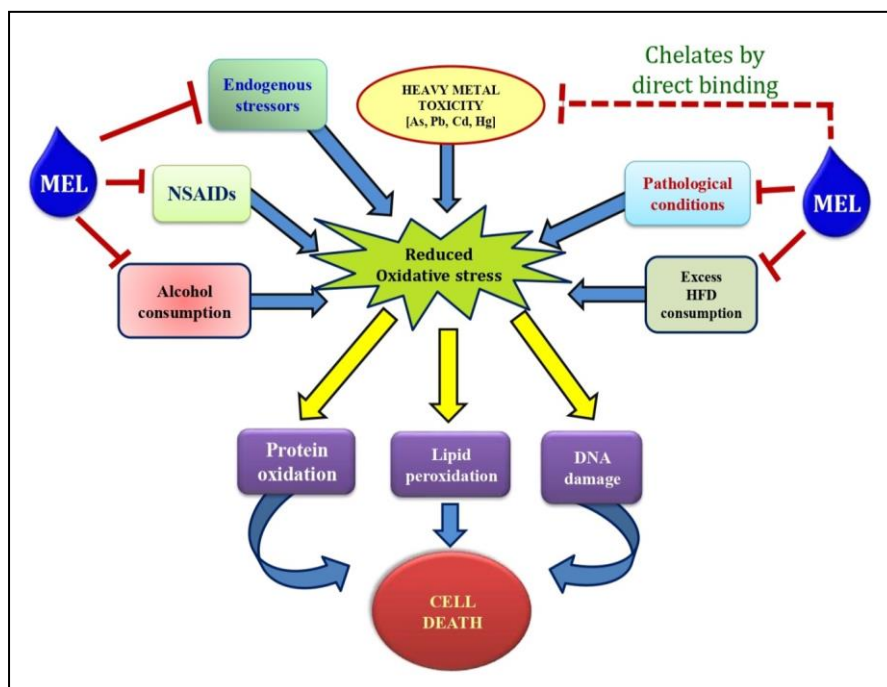 Chelates by
direct binding
Endogenous
stressors
HEAVY METAL
TOXICITY
[As, Pb, Cd, Hg]
MEL
NSAIDs
Pathological
conditions
MEL
Reduced
Oxidative stress
Alcohol
consumption
Excess
HFD
consumption
Protein
oxidation
Lipid
peroxidation
DNA
damage
CELL
DEATH